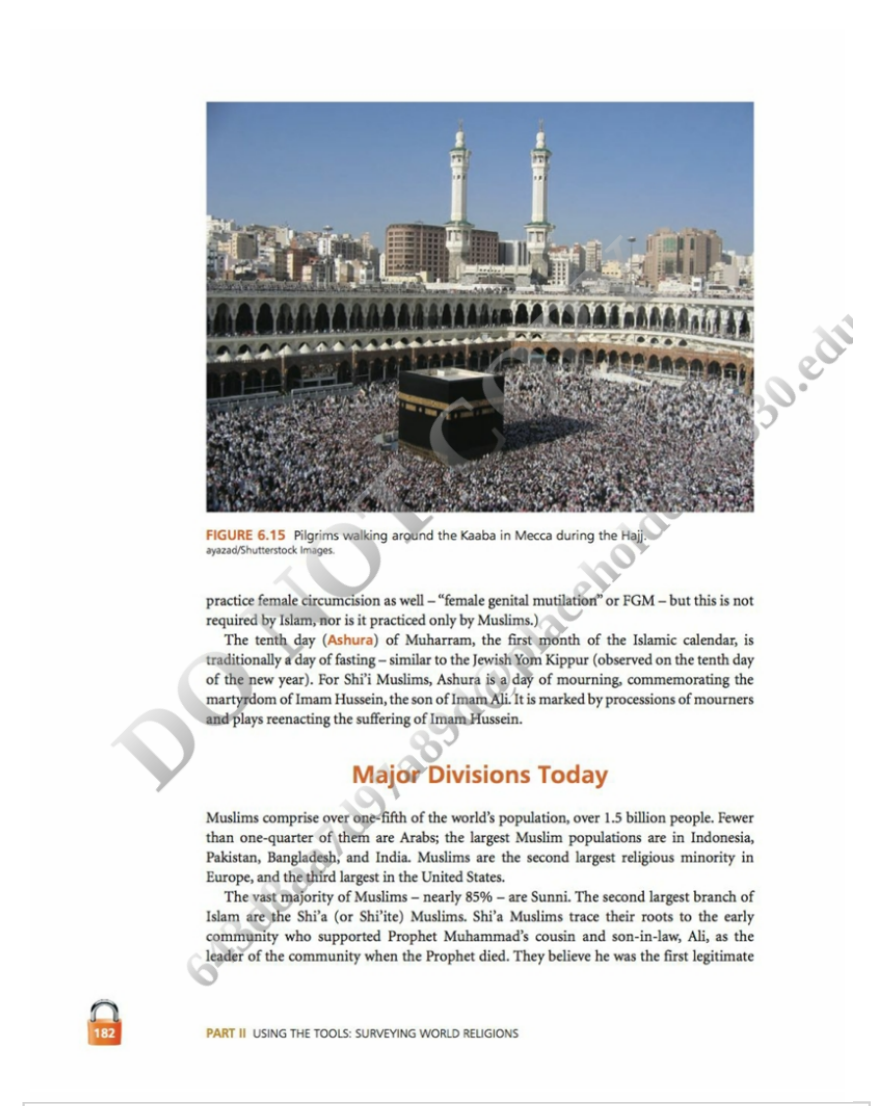 FIGURE 6.15 Pilgrims walking around the Kaaba in Mecca during the Hajj.
ayazad/Shutterstock Images.
practice female circumcision as well – “female genital mutilation” or FGM – but this is not
required by Islam, nor is it practiced only by Muslims.)
The tenth day (Ashura) of Muharram, the first month of the Islamic calendar, is
traditionally a day of fasting – similar to the Jewish Yom Kippur (observed on the tenth day
of the new year). For Shi’i Muslims, Ashura is a day of mourning, commemorating the
martyrdom of Imam Hussein, the son of Imam Ali. It is marked by processions of mourners
and plays reenacting the suffering of Imam Hussein.
Major Divisions Today
Muslims comprise over one-fifth of the world’s population, over 1.5 billion people. Fewer
than one-quarter of them are Arabs; the largest Muslim populations are in Indonesia,
Pakistan, Bangladesh, and India. Muslims are the second largest religious minority in
Europe, and the third largest in the United States.
The vast majority of Muslims – nearly 85% – are Sunni. The second largest branch of
Islam are the Shi’a (or Shi’ite) Muslims. Shi’a Muslims trace their roots to the early
community who supported Prophet Muhammad’s cousin and son-in-law, Ali, as the
leader of the community when the Prophet died. They believe he was the first legitimate
182
PART II USING THE TOOLS: SURVEYING WORLD RELIGIONS
DO NOT COPY